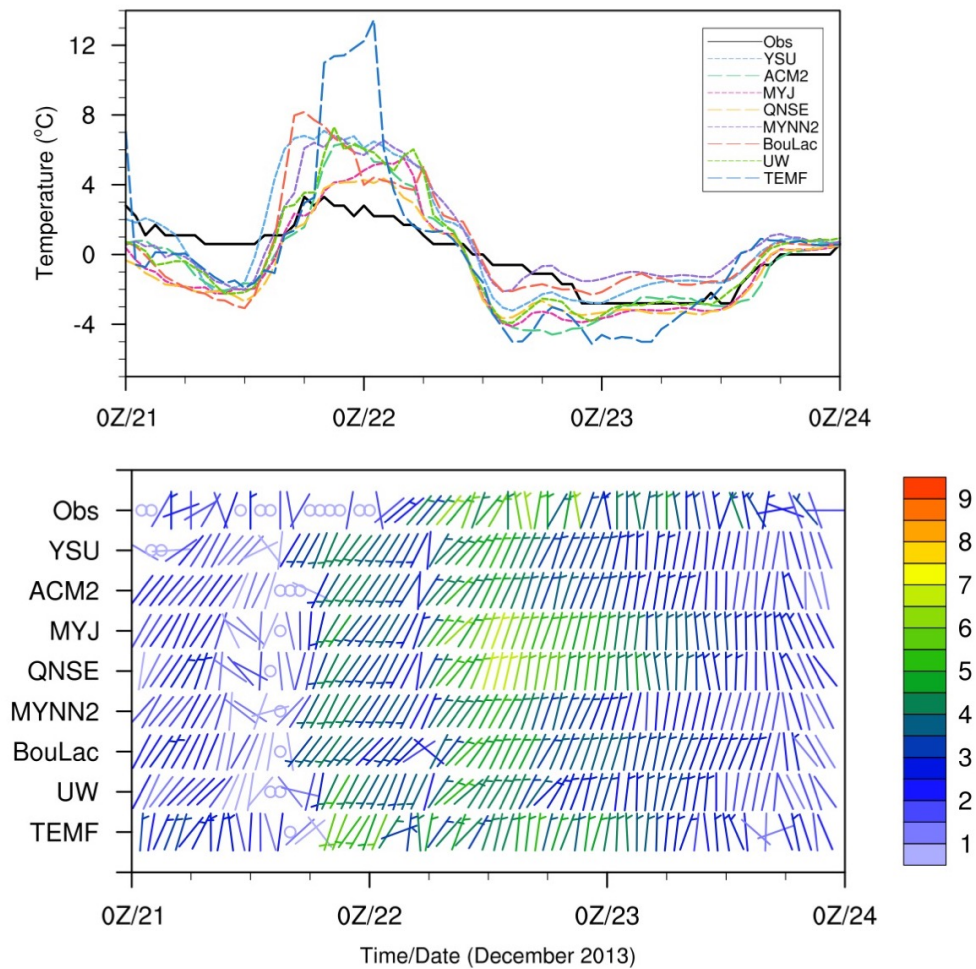 12
8
4
0
-4
Temperature (°C)
Obs
YSU
ACM2
MYJ
QNSE
MYNN2
BouLac
UW
TEMF
0Z/21
0Z/22
0Z/23
0Z/24
Obs
YSU
ACM2
MYJ
QNSE
MYNN2
BouLac
UW
TEMF
9
8
7
6
5
4
3
2
1
0Z/21
0Z/22
0Z/23
0Z/24
Time/Date (December 2013)